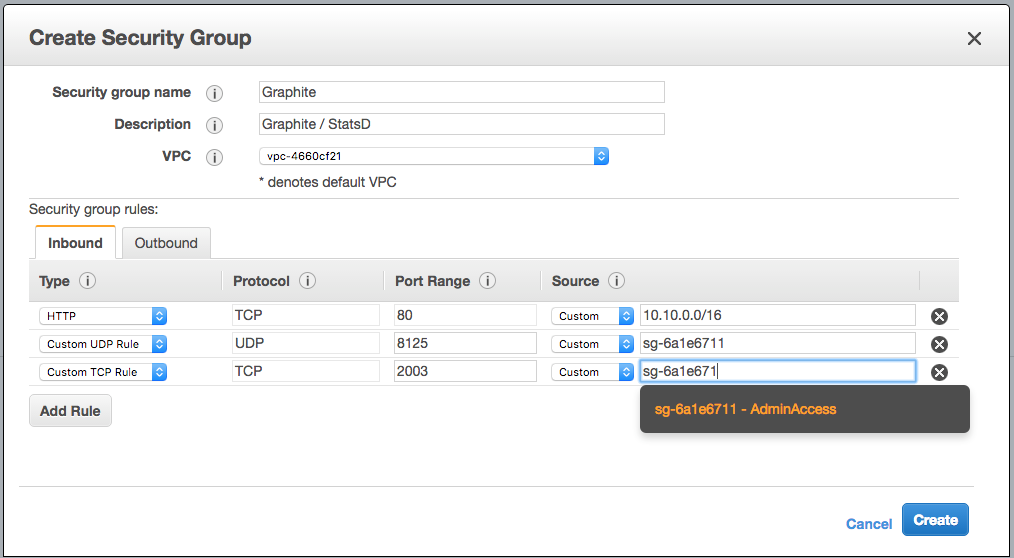 Create Security Group
Security group name i Graphite
Description i Graphite / StatsD
VPC i vpc-4660cf21
* denotes default VPC
Security group rules:
Inbound Outbound
Type i Protocol i Port Range i Source i
HTTP TCP 80 Custom 10.10.0.0/16
Custom UDP Rule UDP 8125 Custom sg-6a1e6711
Custom TCP Rule TCP 2003 Custom sg-6a1e671
sg-6a1e6711 - AdminAccess
Add Rule
Cancel Create